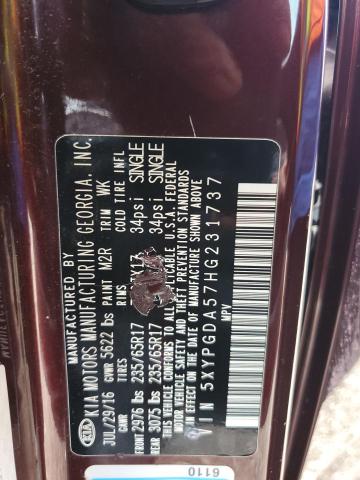 MANUFACTURED BY
KIA KIA MOTORS MANUFACTURING GEORGIA, INC.
JUL/29/16 GVWR 5622 lbs PAINT M2R TRIM WK
GAWR TIRES RIMS COLD TIRE INFL
FRONT 2976 lbs 235/65R17 34psi SINGLE
REAR 3075 lbs 235/65R17 34psi SINGLE
THIS VEHICLE TO ALL APPLICABLE U.S.A. FEDERAL
MOTOR VEHICLE SAFETY AND THEFT PREVENTION STANDARDS
IN EFFECT ON THE DATE OF MANUFACTURE SHOWN ABOVE
VIN 5XYPGDA57HG231737
MPV
6110